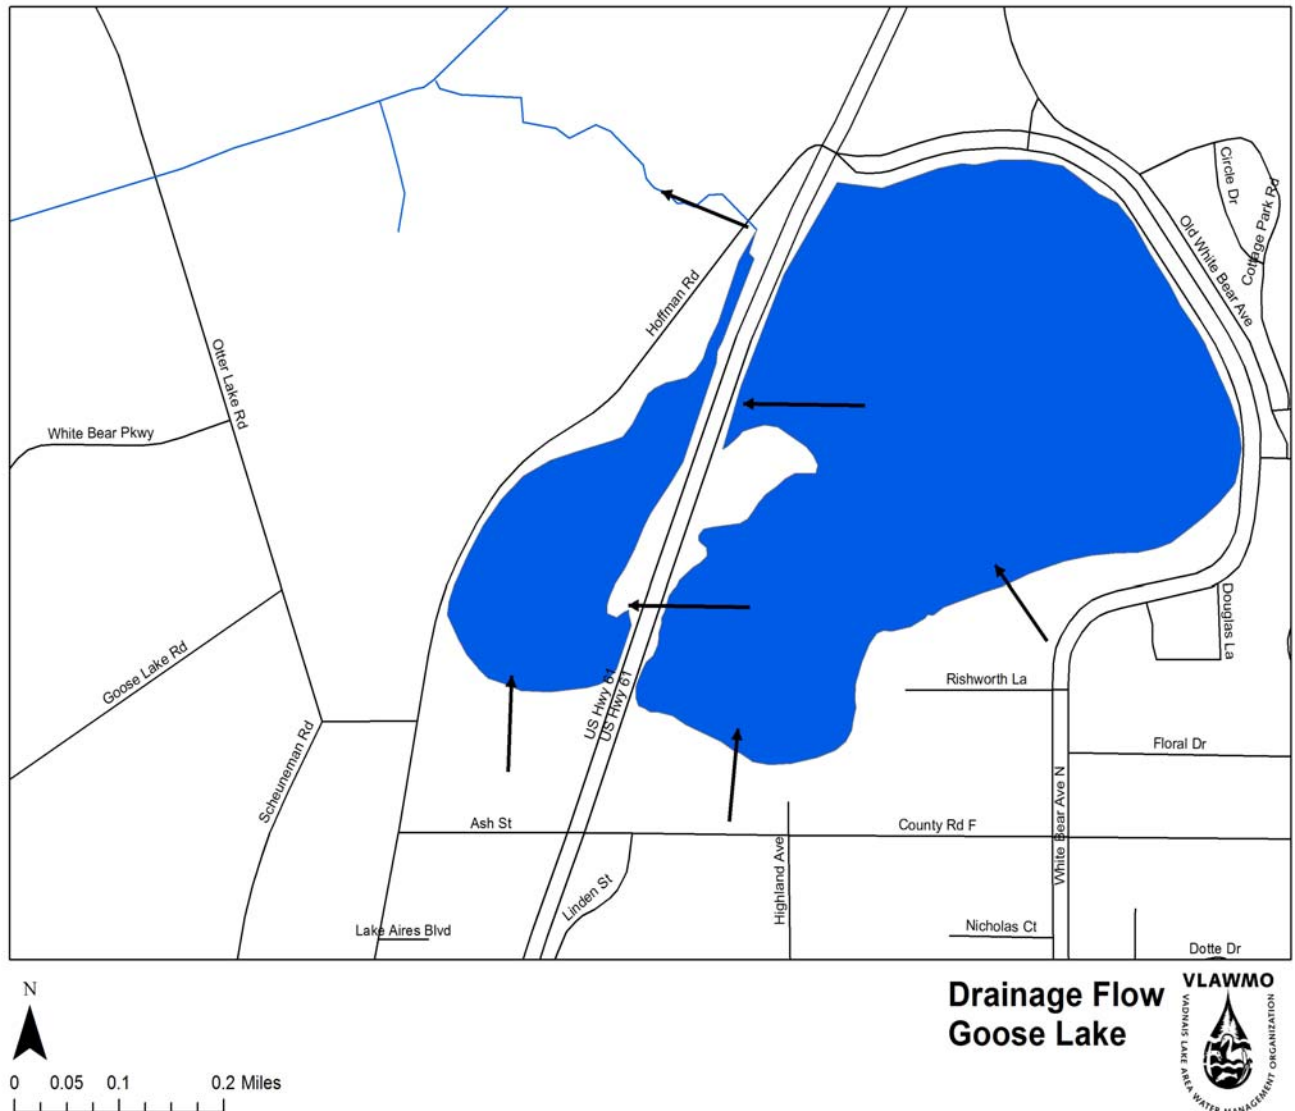 Circle Dr
Cottage Park Rd
Old White Bear Ave
Hoffman Rd
Otter Lake Rd
White Bear Pkwy
Goose Lake Rd
Scheuneman Rd
US Hwy 61
US Hwy 61
Douglas La
Rishworth La
Floral Dr
White Bear Ave N
Ash St
County Rd F
Highland Ave
Linden St
Lake Aires Blvd
Nicholas Ct
Dotte Dr
N
0 0.05 0.1 0.2 Miles
Drainage Flow
Goose Lake
VLAWMO
VADNAIS LAKE AREA WATER MANAGEMENT ORGANIZATION